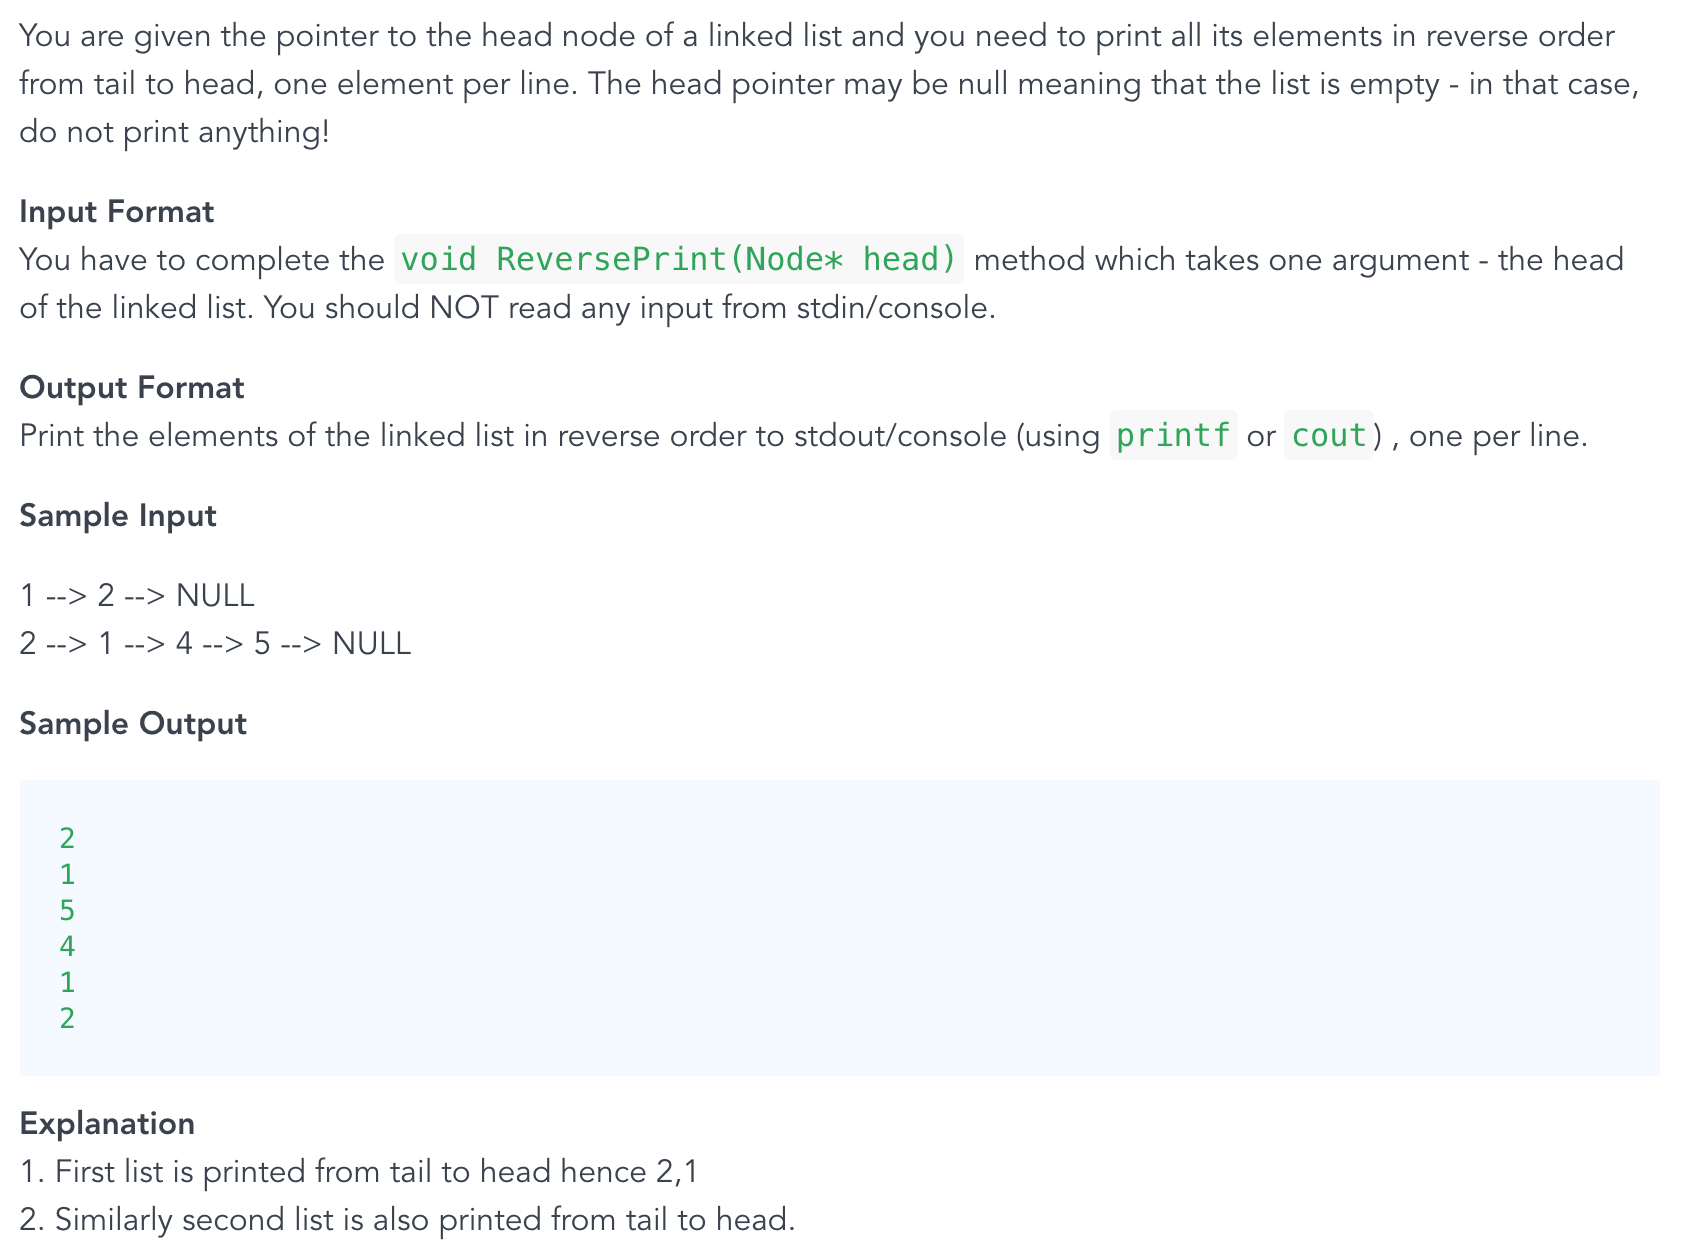 You are given the pointer to the head node of a linked list and you need to print all its elements in reverse order
from tail to head, one element per line. The head pointer may be null meaning that the list is empty - in that case,
do not print anything!
Input Format
You have to complete the void ReversePrint(Node* head) method which takes one argument - the head
of the linked list. You should NOT read any input from stdin/console.
Output Format
Print the elements of the linked list in reverse order to stdout/console (using printf or cout) , one per line.
Sample Input
1 --> 2 --> NULL
2 --> 1 --> 4 --> 5 --> NULL
Sample Output
2
1
5
4
1
2
Explanation
1. First list is printed from tail to head hence 2,1
2. Similarly second list is also printed from tail to head.